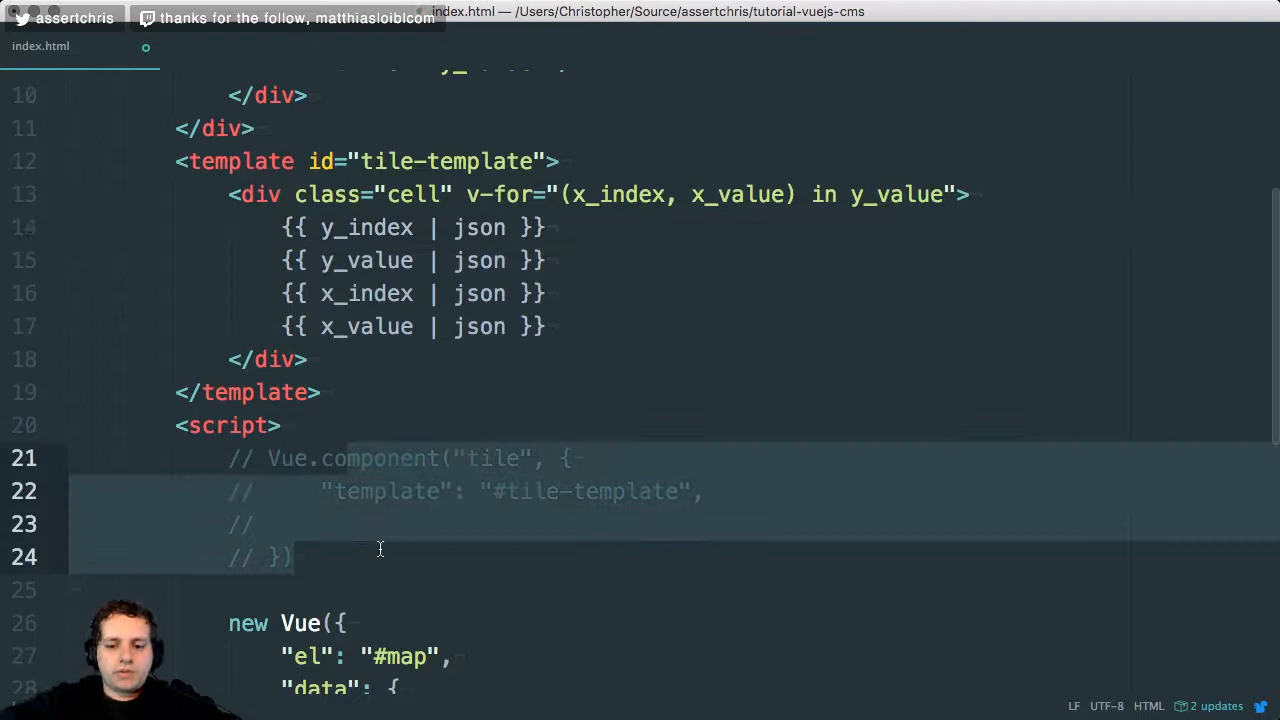 assertchris
thanks for the follow, matthiasloiblcom
index.html — /Users/Christopher/Source/assertchris/tutorial-vuejs-cms
index.html
10 </div>
11 </div>
12 <template id="tile-template">
13 <div class="cell" v-for="(x_index, x_value) in y_value">
14 {{ y_index | json }}
15 {{ y_value | json }}
16 {{ x_index | json }}
17 {{ x_value | json }}
18 </div>
19 </template>
20 <script>
21 // Vue.component("tile", {
22 // "template": "#tile-template",
23 //
24 // })
25
26 new Vue({
27 "el": "#map",
28 "data": {
LF UTF-8 HTML 2 updates